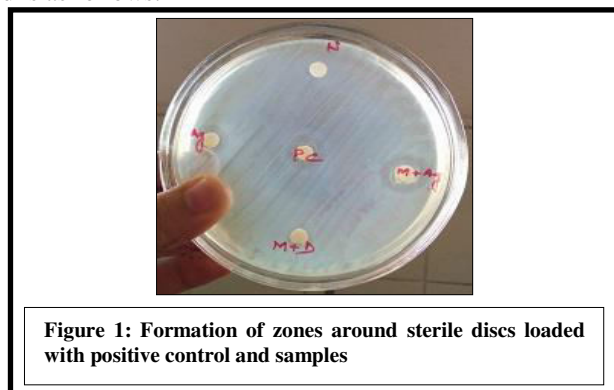 Ag
PC
M+Ag
M+D
Figure 1: Formation of zones around sterile discs loaded
with positive control and samples